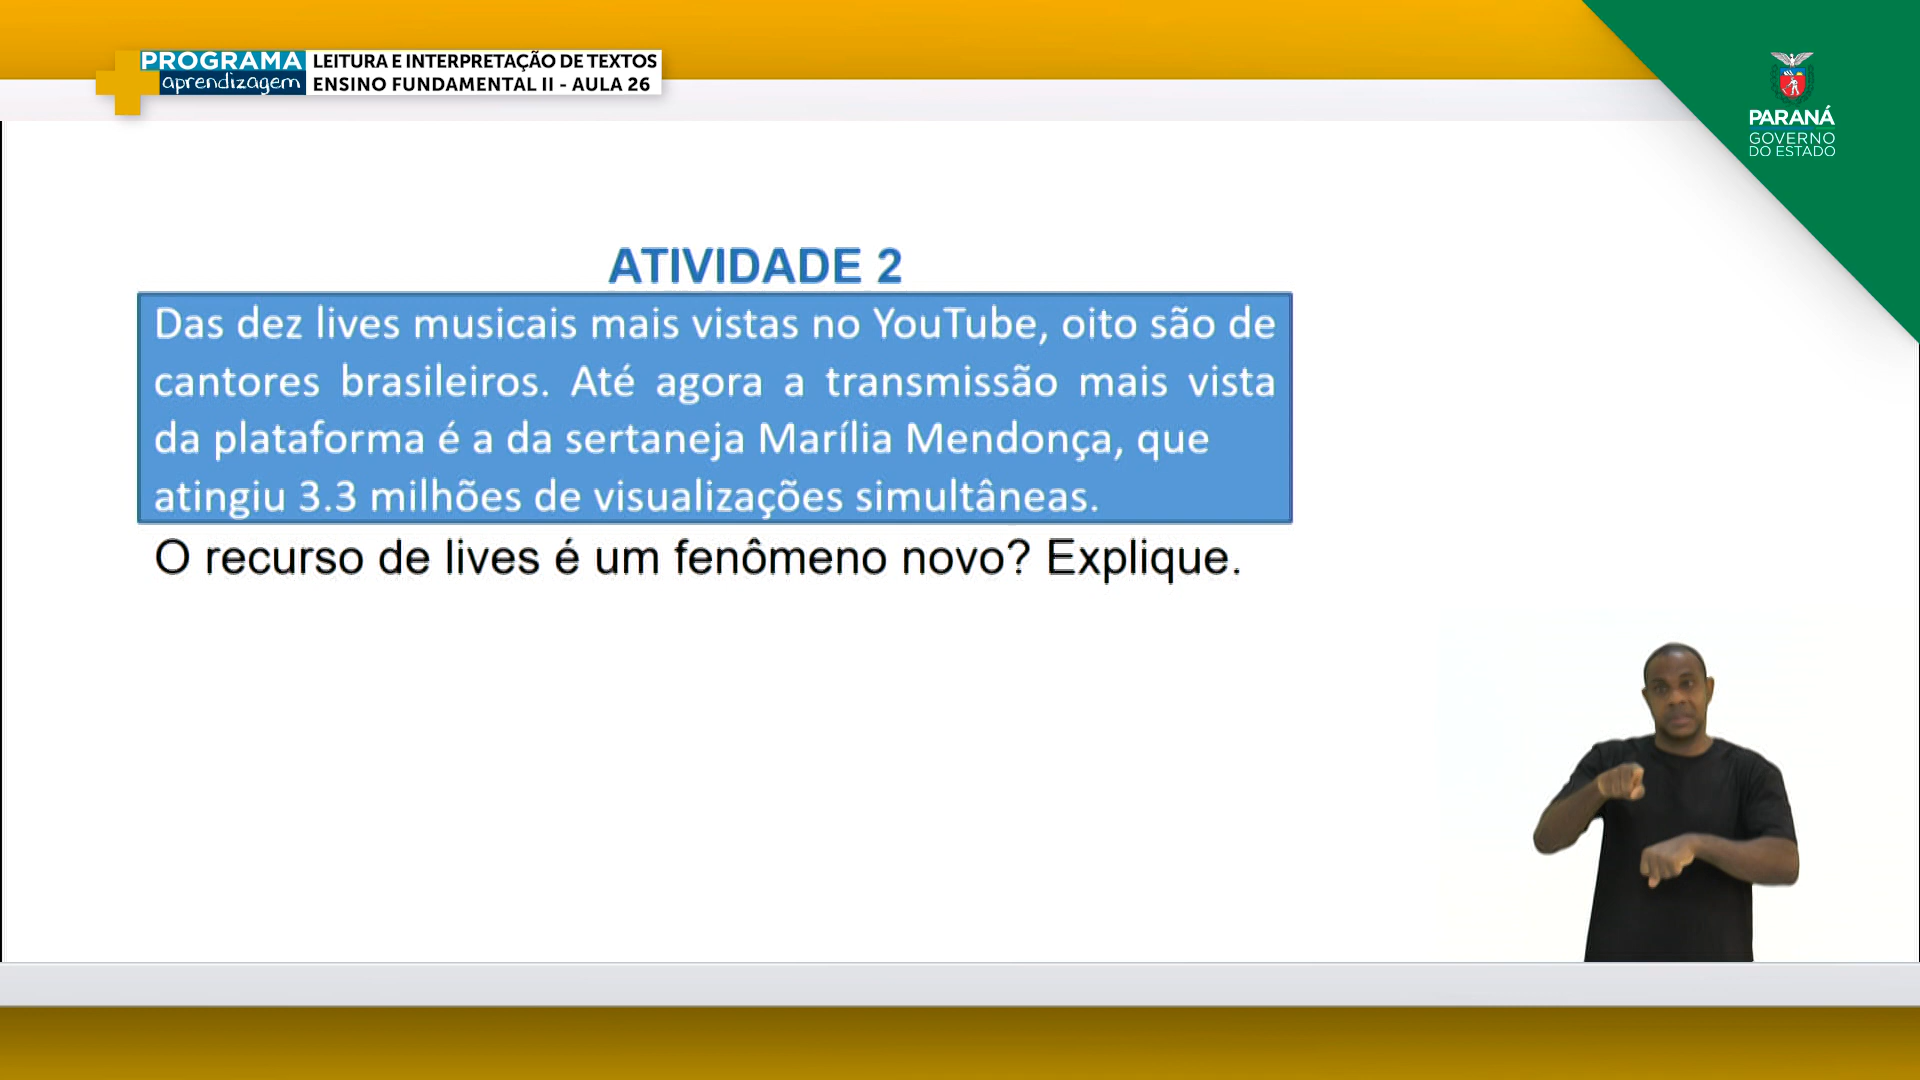 PROGRAMA
aprendizagem
LEITURA E INTERPRETAÇÃO DE TEXTOS
ENSINO FUNDAMENTAL II - AULA 26
PARANÁ
GOVERNO
DO ESTADO
ATIVIDADE 2
Das dez lives musicais mais vistas no YouTube, oito são de
cantores brasileiros. Até agora a transmissão mais vista
da plataforma é a da sertaneja Marília Mendonça, que
atingiu 3.3 milhões de visualizações simultâneas.
O recurso de lives é um fenômeno novo? Explique.